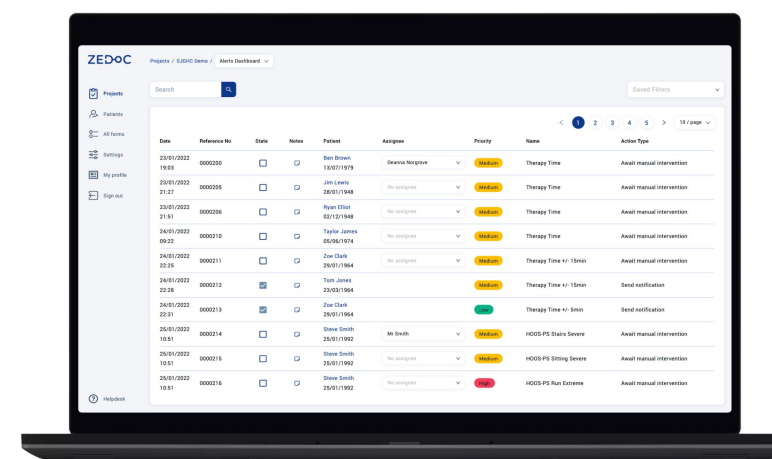 ZEDOC
Projects / SJGHC Demo / Alerts Dashboard
Projects
Patients
All forms
Settings
My profile
Sign out
Helpdesk
Search
Saved Filters
< 1 2 3 4 5 > 10 / page
Date Reference No State Notes Patient Assignee Priority Name Action Type
23/01/2022 0000200 Ben Brown Deanna Norgrove Medium Therapy Time Await manual intervention
19:03 13/07/1979
23/01/2022 0000205 Jim Lewis No assignee Medium Therapy Time Await manual intervention
21:27 28/01/1948
23/01/2022 0000206 Ryan Elliot No assignee Medium Therapy Time Await manual intervention
21:51 02/12/1948
24/01/2022 0000210 Taylor James No assignee Medium Therapy Time Await manual intervention
09:22 05/06/1974
24/01/2022 0000211 Zoe Clark No assignee Medium Therapy Time +/- 15min Await manual intervention
22:25 29/01/1964
24/01/2022 0000212 Tom Jones Medium Therapy Time +/- 15min Send notification
22:28 23/03/1964
24/01/2022 0000213 Zoe Clark Low Therapy Time +/- 5min Send notification
22:31 29/01/1964
25/01/2022 0000214 Steve Smith Mr Smith Medium HOOS-PS Stairs Severe Await manual intervention
10:51 25/01/1992
25/01/2022 0000215 Steve Smith No assignee Medium HOOS-PS Sitting Severe Await manual intervention
10:51 25/01/1992
25/01/2022 0000216 Steve Smith No assignee High HOOS-PS Run Extreme Await manual intervention
10:51 25/01/1992